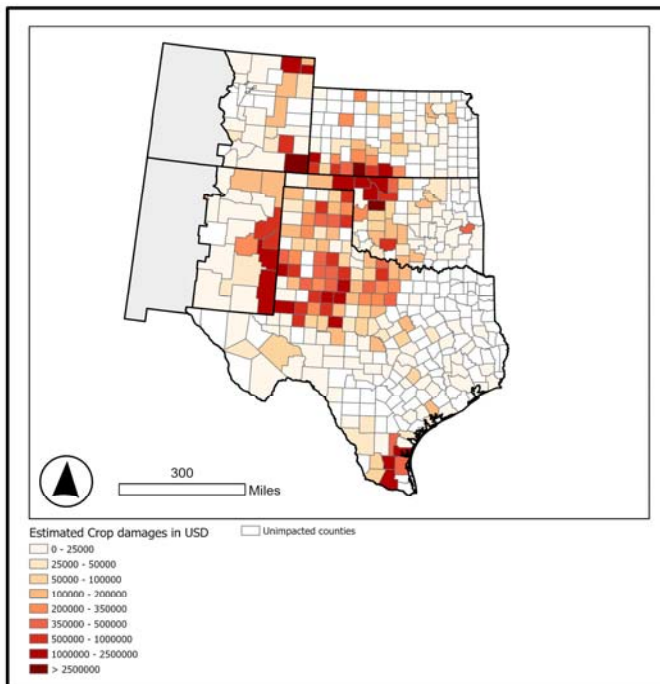 300
Miles
Estimated Crop damages in USD
Unimpacted counties
0 - 25000
25000 - 50000
50000 - 100000
100000 - 200000
200000 - 350000
350000 - 500000
500000 - 1000000
1000000 - 2500000
> 2500000